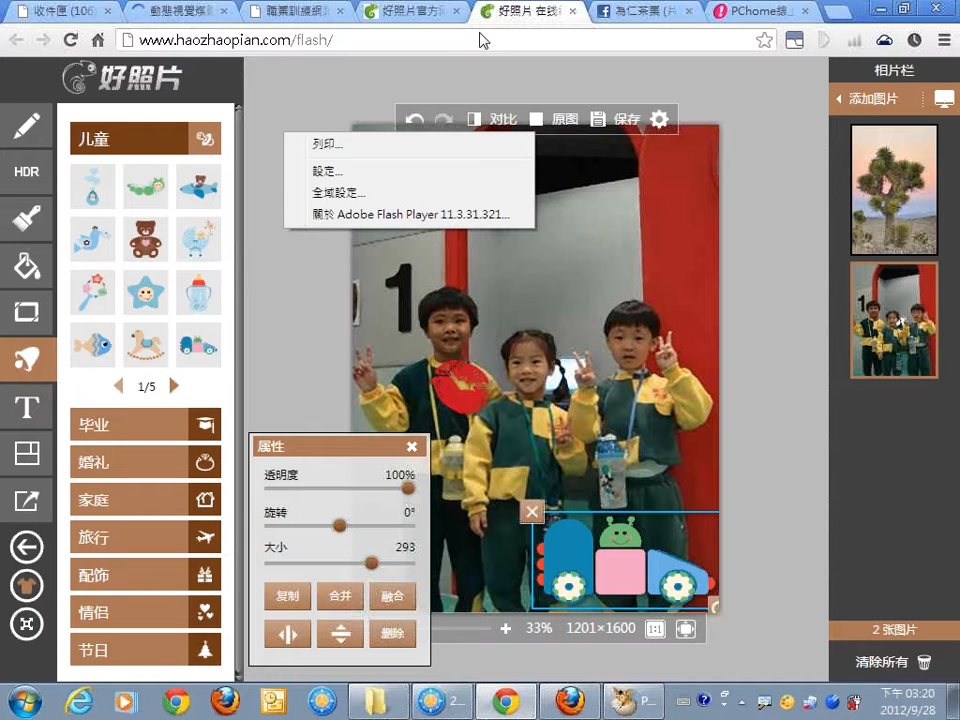 收件匣 (106)
動態視覺爆
職業訓練網
好照片官方
好照片 在线
為仁茶業 (片
PChome線上
www.haozhaopian.com/flash/
好照片
相片栏
添加图片
HDR
儿童
1/5
毕业
婚礼
家庭
旅行
配饰
情侣
节日
对比
原图
保存
列印...
設定...
全域設定...
關於 Adobe Flash Player 11.3.31.321...
1
属性
透明度 100%
旋转 0°
大小 293
复制
合并
融合
删除
33%
1201×1600
1:1
2 张图片
清除所有
2...
P...
下午 03:20
2012/9/28